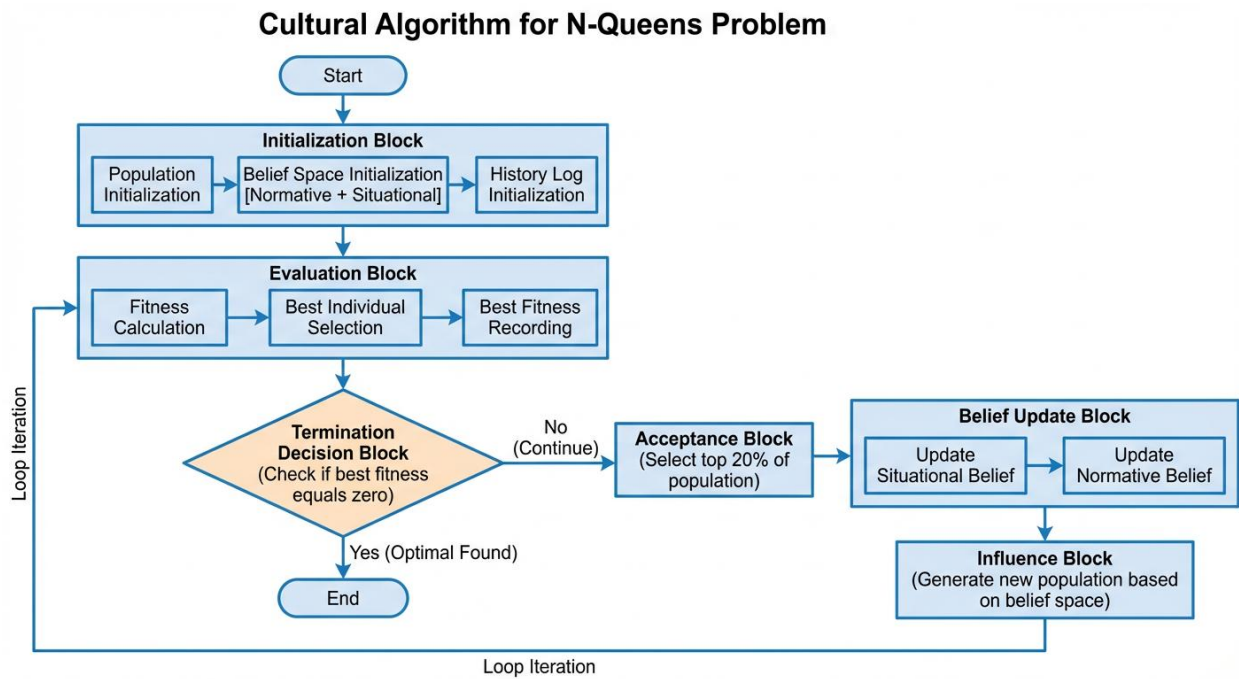 Cultural Algorithm for N-Queens Problem
Start
Initialization Block
Population
Initialization
Belief Space Initialization
[Normative + Situational]
History Log
Initialization
Evaluation Block
Fitness
Calculation
Best Individual
Selection
Best Fitness
Recording
Loop Iteration
Termination
Decision Block
(Check if best fitness
equals zero)
No
(Continue)
Acceptance Block
(Select top 20% of
population)
Belief Update Block
Update
Situational Belief
Update
Normative Belief
Yes (Optimal Found)
End
Influence Block
(Generate new population based
on belief space)
Loop Iteration